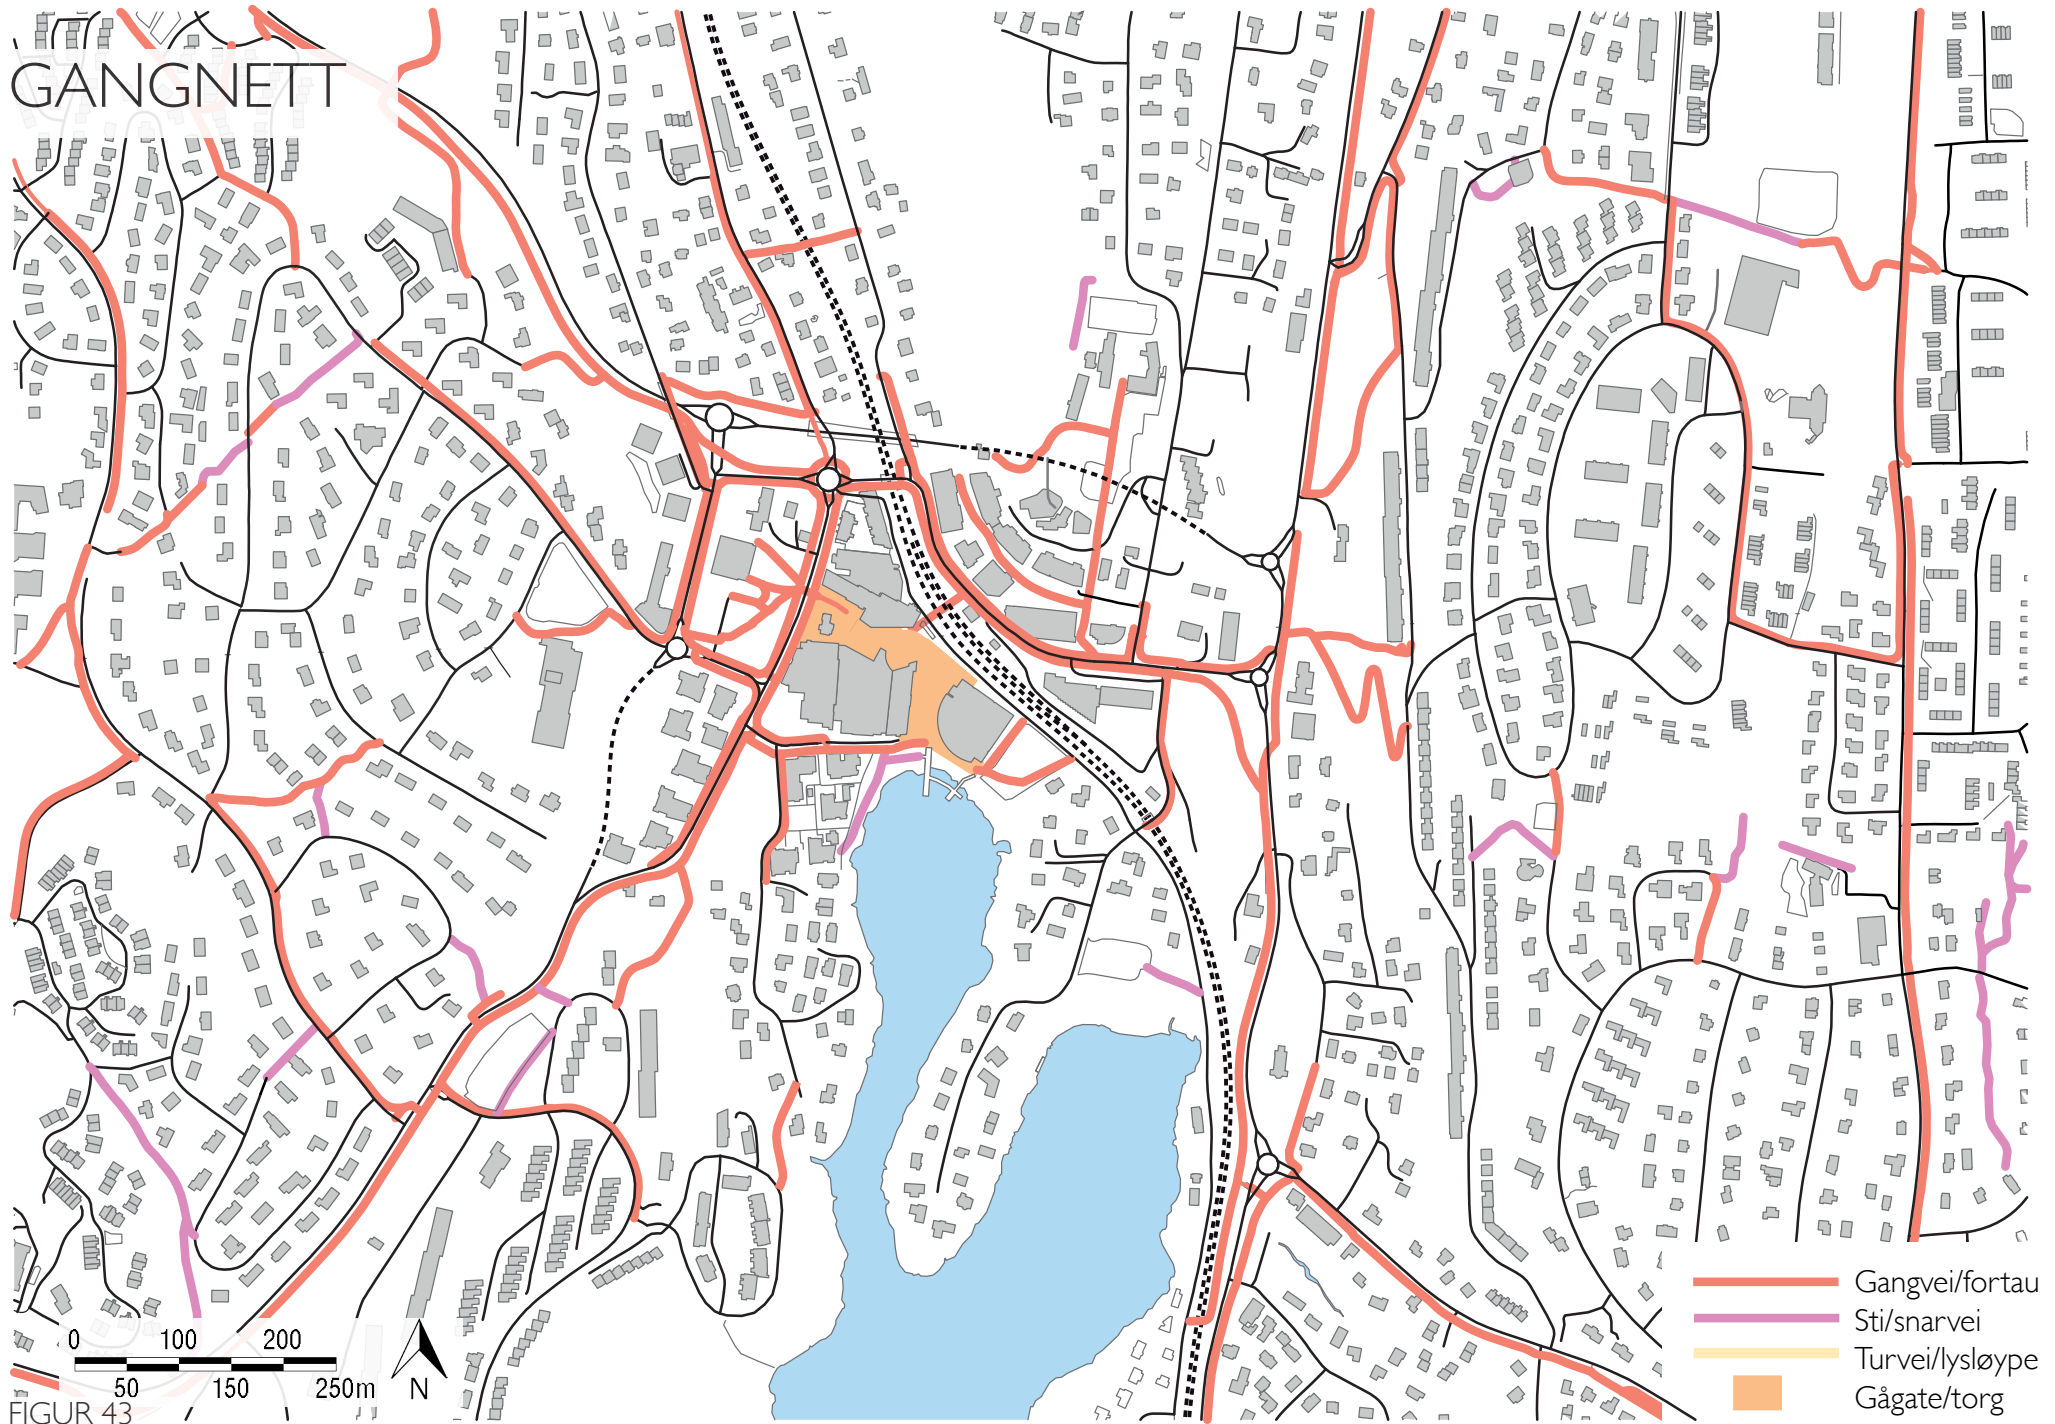 GANGNETT
Gangvei/fortau
Sti/snarvei
Turvei/lysløype
Gågate/torg
0 100 200
50 150 250m
N
FIGUR 43